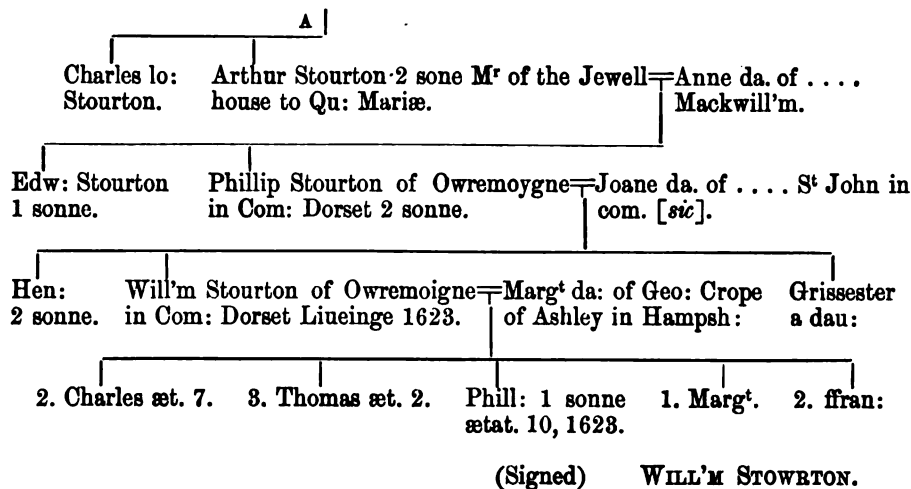 A
Charles lo: Arthur Stourton 2 sone Mʳ of the Jewell=Anne da. of . . . .
Stourton. house to Qu: Mariæ. Mackwill'm.
Edw: Stourton Phillip Stourton of Owremoygne=Joane da. of . . . . Sᵗ John in
1 sonne. in Com: Dorset 2 sonne. com. [sic].
Hen: Will'm Stourton of Owremoigne=Margᵗ da: of Geo: Crope Grissester
2 sonne. in Com: Dorset Liueinge 1623. of Ashley in Hampsh: a dau:
2. Charles æt. 7. 3. Thomas æt. 2. Phill: 1 sonne 1. Margᵗ. 2. ffran:
ætat. 10, 1623.
(Signed) WILL'M STOWRTON.